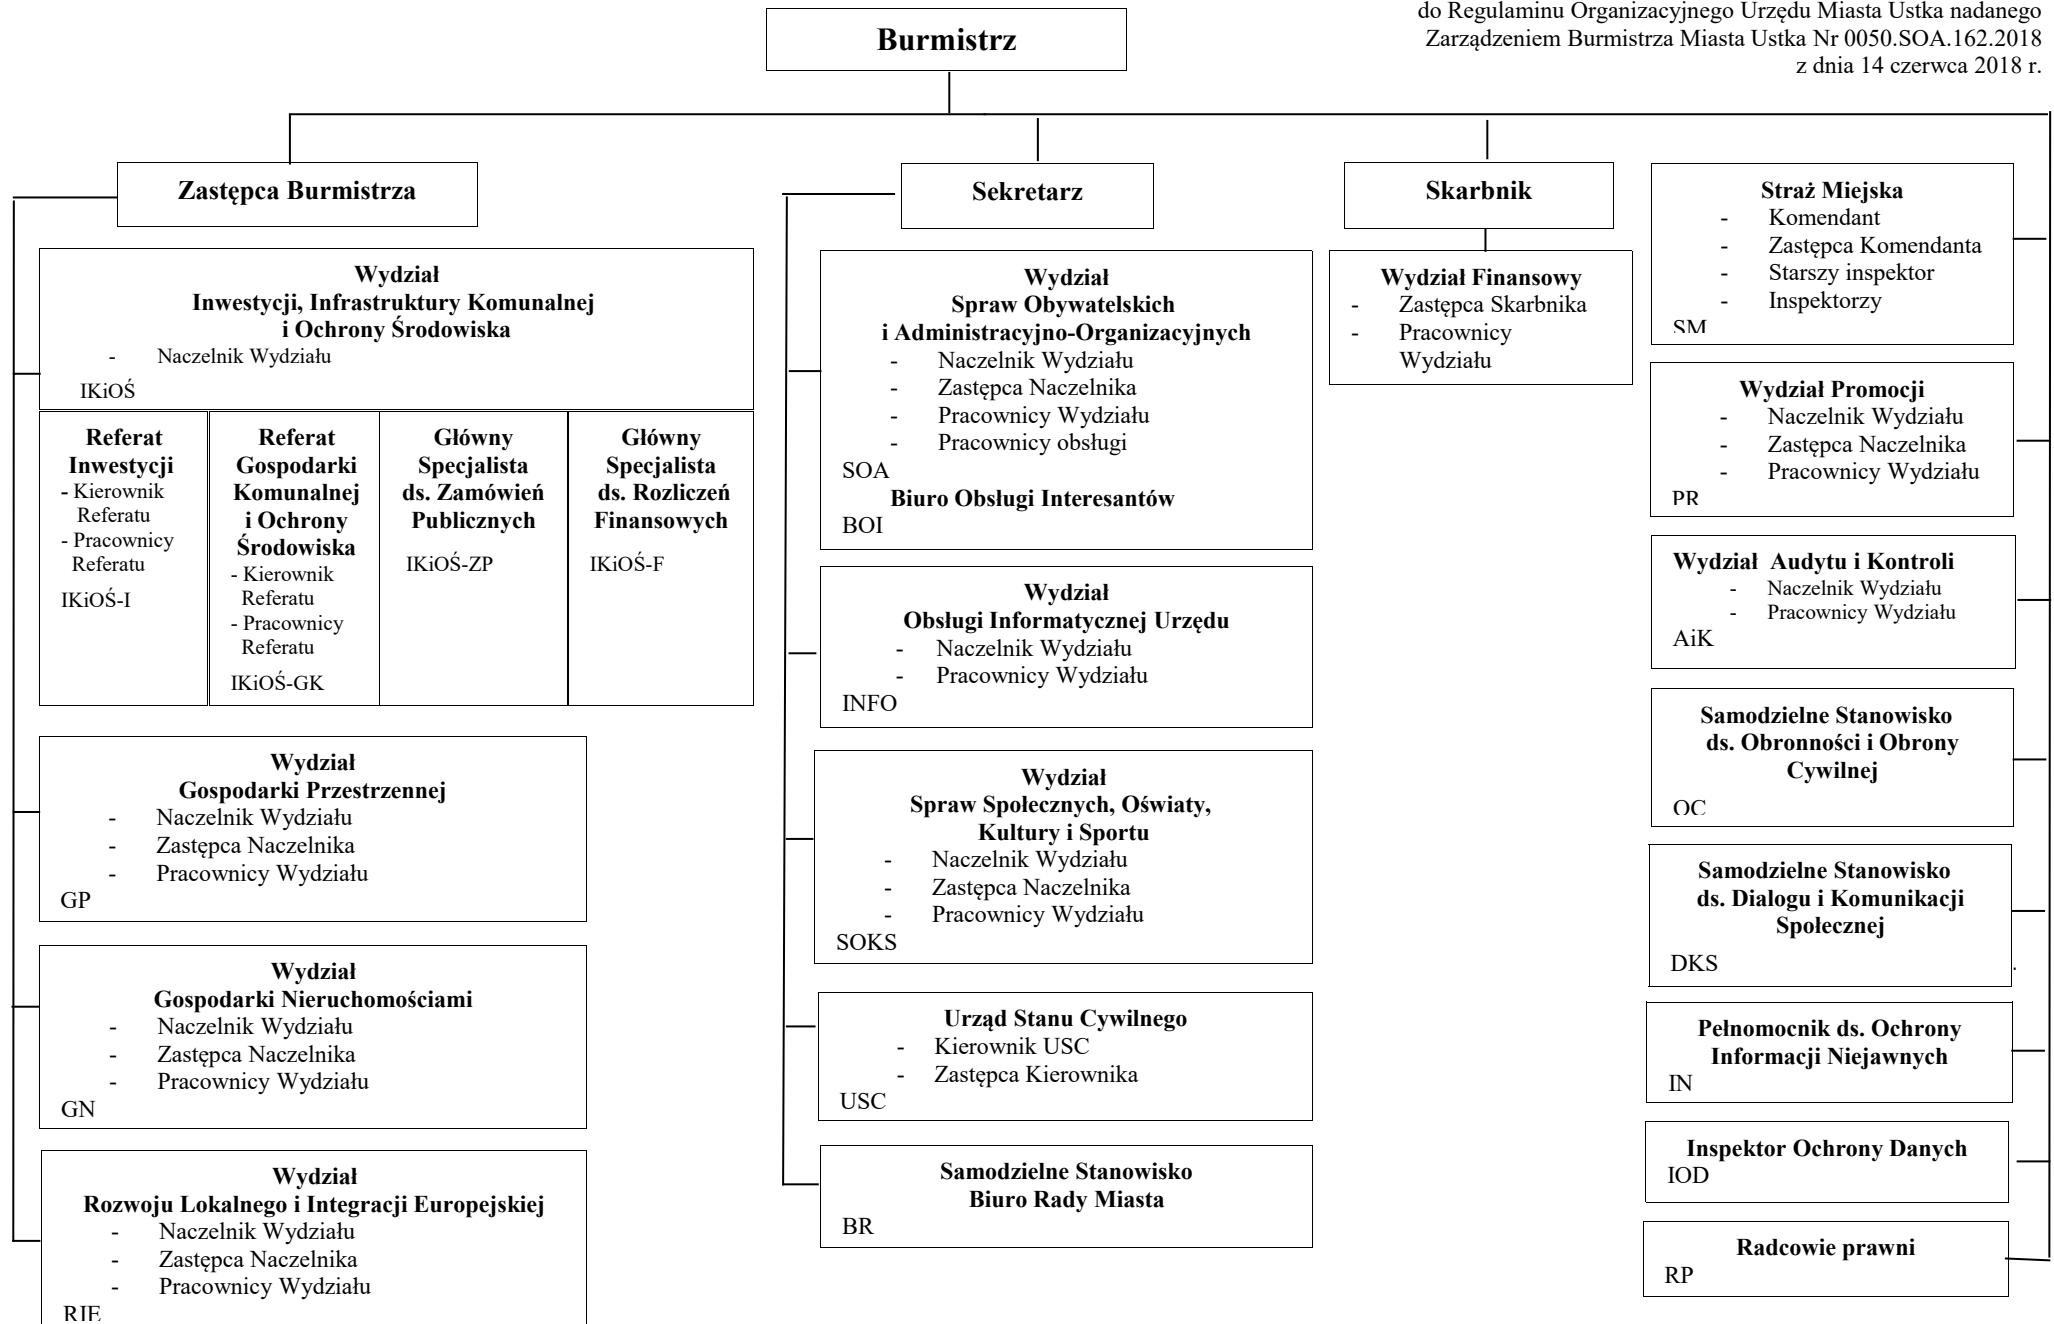 do Regulaminu Organizacyjnego Urzędu Miasta Ustka nadanego
Zarządzeniem Burmistrza Miasta Ustka Nr 0050.SOA.162.2018
z dnia 14 czerwca 2018 r.
Burmistrz
Zastępca Burmistrza
Wydział
Inwestycji, Infrastruktury Komunalnej
i Ochrony Środowiska
- Naczelnik Wydziału
IKiOŚ
Referat
Inwestycji
- Kierownik
Referatu
- Pracownicy
Referatu
IKiOŚ-I
Referat
Gospodarki
Komunalnej
i Ochrony
Środowiska
- Kierownik
Referatu
- Pracownicy
Referatu
IKiOŚ-GK
Główny
Specjalista
ds. Zamówień
Publicznych
IKiOŚ-ZP
Główny
Specjalista
ds. Rozliczeń
Finansowych
IKiOŚ-F
Wydział
Gospodarki Przestrzennej
- Naczelnik Wydziału
- Zastępca Naczelnika
- Pracownicy Wydziału
GP
Wydział
Gospodarki Nieruchomościami
- Naczelnik Wydziału
- Zastępca Naczelnika
- Pracownicy Wydziału
GN
Wydział
Rozwoju Lokalnego i Integracji Europejskiej
- Naczelnik Wydziału
- Zastępca Naczelnika
- Pracownicy Wydziału
RIE
Sekretarz
Wydział
Spraw Obywatelskich
i Administracyjno-Organizacyjnych
- Naczelnik Wydziału
- Zastępca Naczelnika
- Pracownicy Wydziału
- Pracownicy obsługi
SOA
Biuro Obsługi Interesantów
BOI
Wydział
Obsługi Informatycznej Urzędu
- Naczelnik Wydziału
- Pracownicy Wydziału
INFO
Wydział
Spraw Społecznych, Oświaty,
Kultury i Sportu
- Naczelnik Wydziału
- Zastępca Naczelnika
- Pracownicy Wydziału
SOKS
Urząd Stanu Cywilnego
- Kierownik USC
- Zastępca Kierownika
USC
Samodzielne Stanowisko
Biuro Rady Miasta
BR
Skarbnik
Wydział Finansowy
- Zastępca Skarbnika
- Pracownicy
Wydziału
Straż Miejska
- Komendant
- Zastępca Komendanta
- Starszy inspektor
- Inspektorzy
SM
Wydział Promocji
- Naczelnik Wydziału
- Zastępca Naczelnika
- Pracownicy Wydziału
PR
Wydział Audytu i Kontroli
- Naczelnik Wydziału
- Pracownicy Wydziału
AiK
Samodzielne Stanowisko
ds. Obronności i Obrony
Cywilnej
OC
Samodzielne Stanowisko
ds. Dialogu i Komunikacji
Społecznej
DKS .
Pełnomocnik ds. Ochrony
Informacji Niejawnych
IN
Inspektor Ochrony Danych
IOD
Radcowie prawni
RP